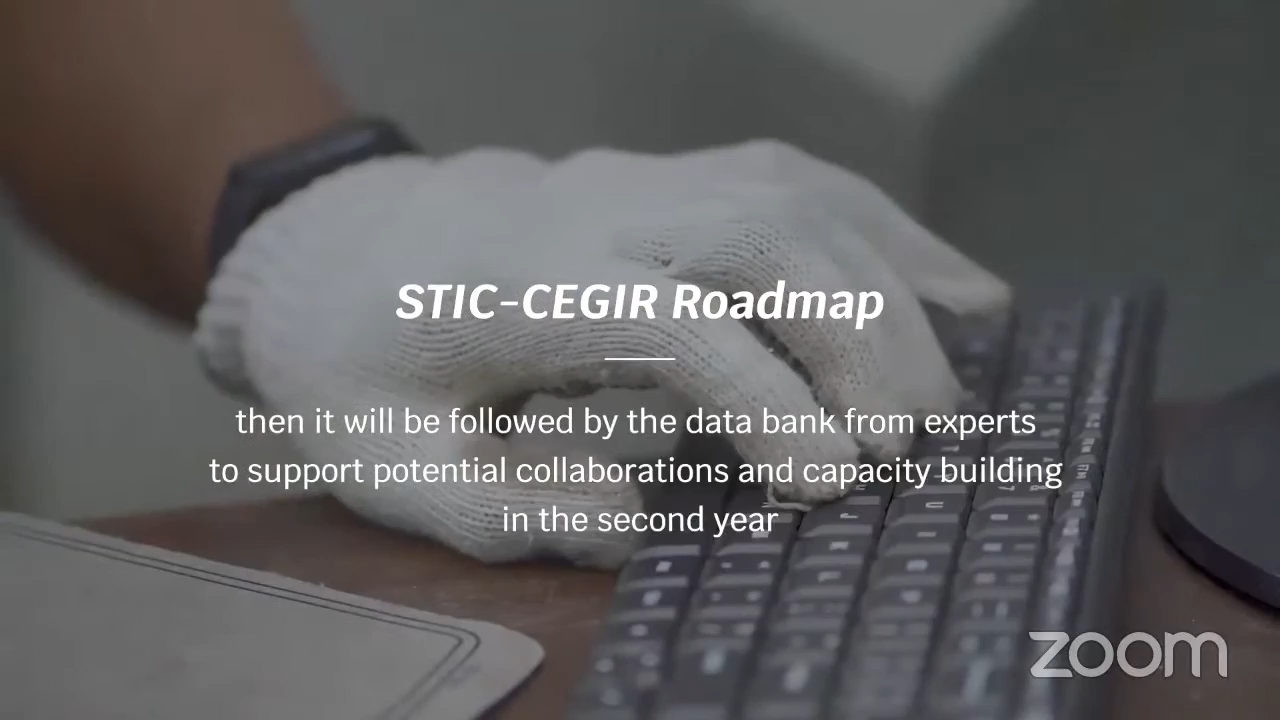 STIC-CEGIR Roadmap
then it will be followed by the data bank from experts
to support potential collaborations and capacity building
in the second year
zoom